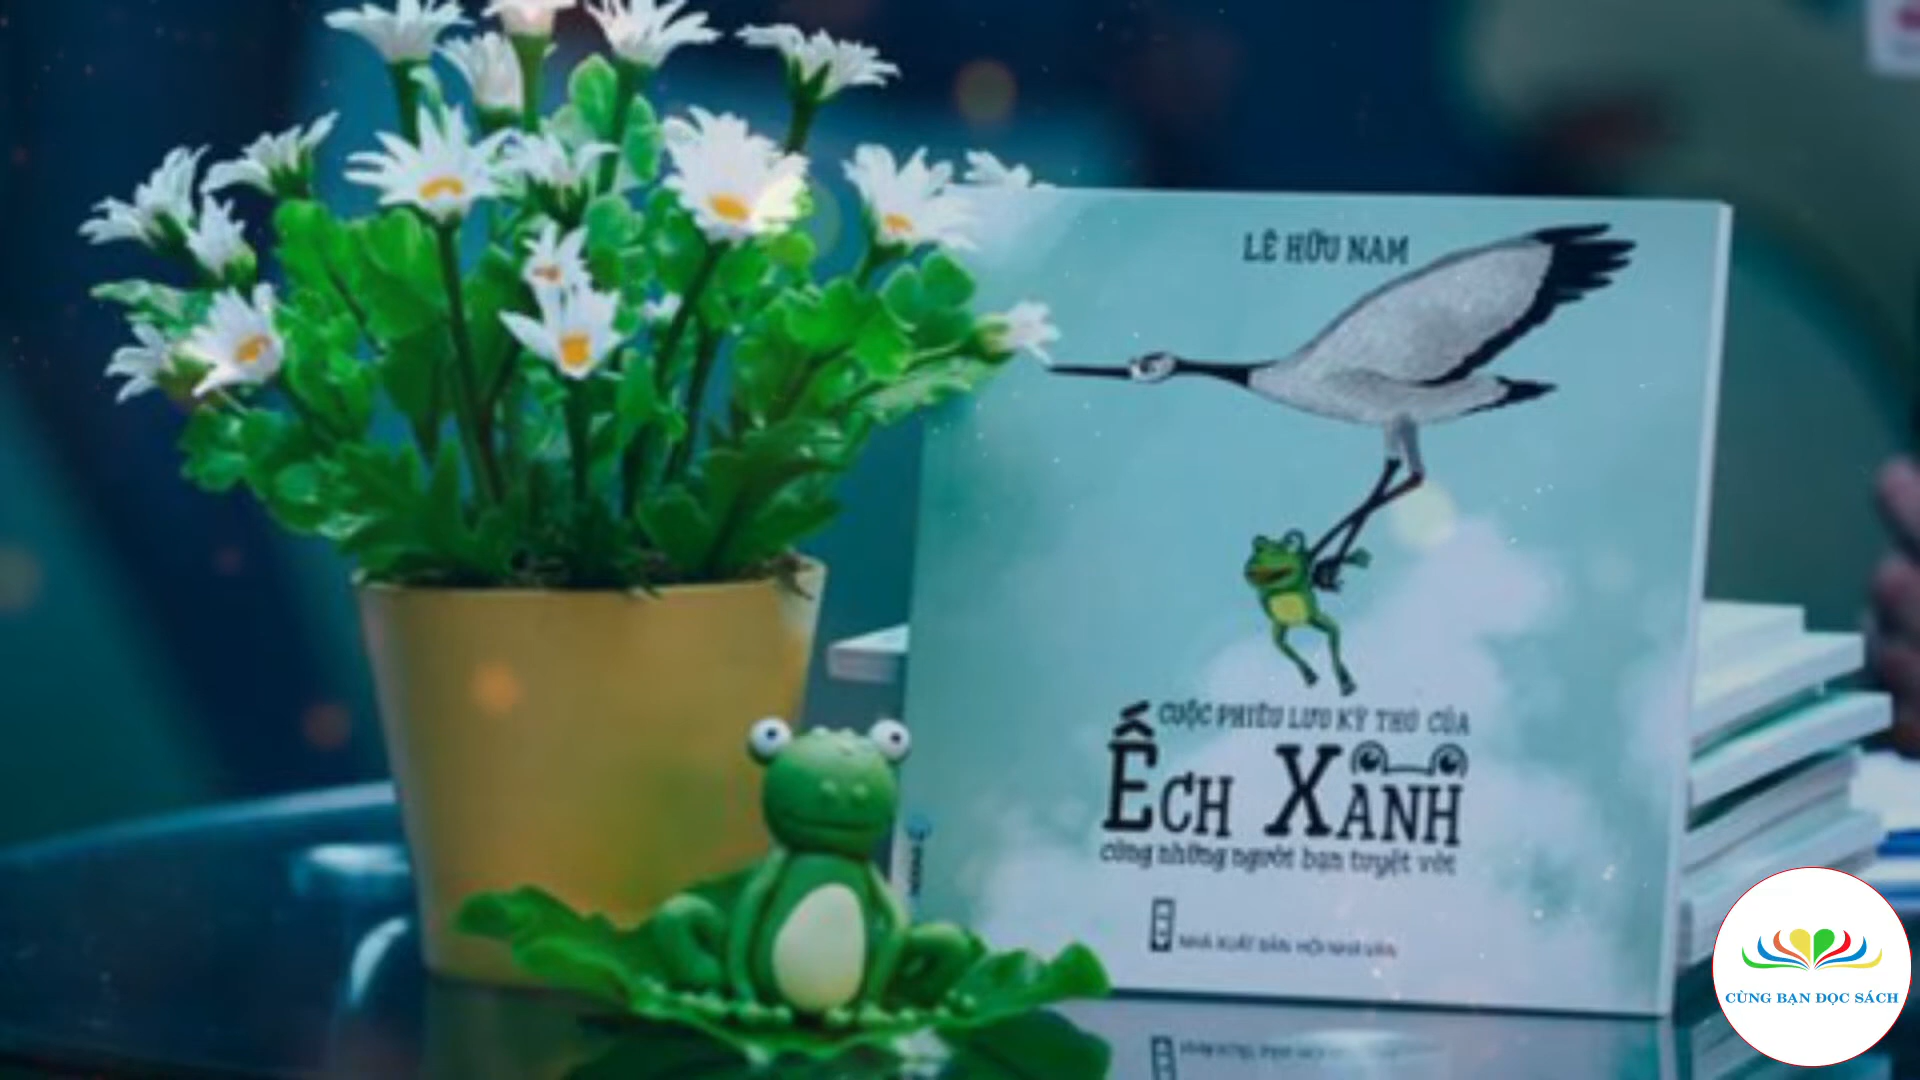 LÊ HỮU NAM
CUỘC PHIÊU LƯU KỲ THÚ CỦA
ẾCH XANH
cùng những người bạn tuyệt vời
NHÀ XUẤT BẢN HỘI NHÀ VĂN
CÙNG BẠN ĐỌC SÁCH